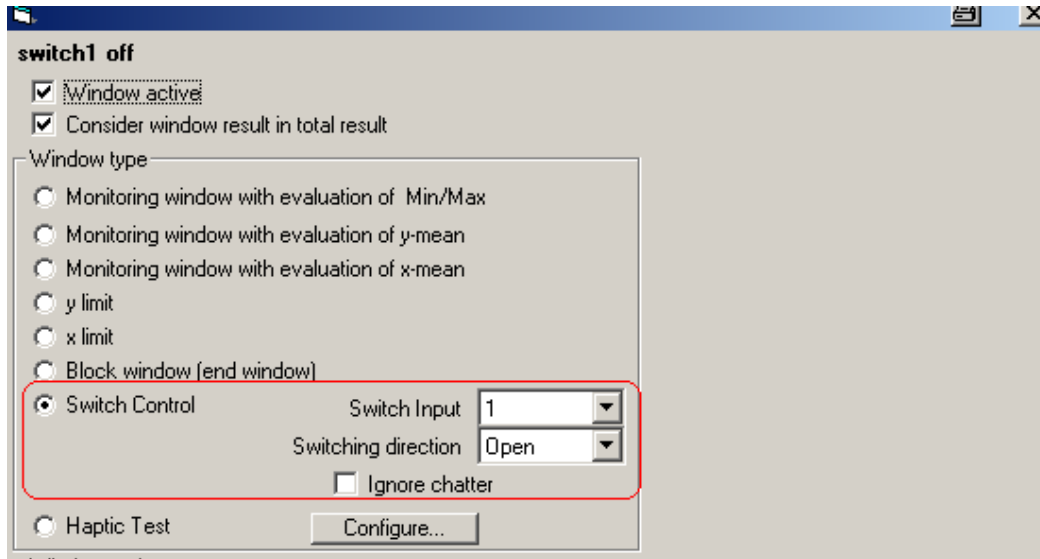 switch1 off
Window active
Consider window result in total result
Window type
Monitoring window with evaluation of Min/Max
Monitoring window with evaluation of y-mean
Monitoring window with evaluation of x-mean
y limit
x limit
Block window (end window)
Switch Control Switch Input 1
Switching direction Open
Ignore chatter
Haptic Test Configure...